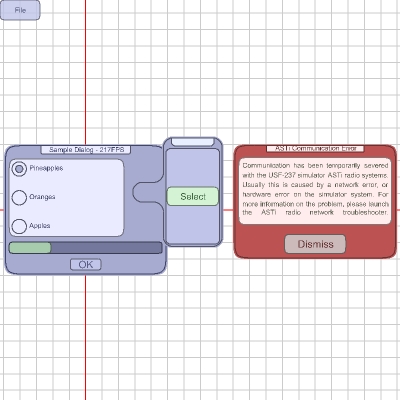 File
Sample Dialog - 217FPS
Pineapples
Oranges
Apples
OK
Select
ASTi Communication Error
Communication has been temporarily severed
with the USF-237 simulator ASTi radio systems.
Usually this is caused by a network error, or
hardware error on the simulator system. For
more information on the problem, please launch
the ASTi radio network troubleshooter.
Dismiss